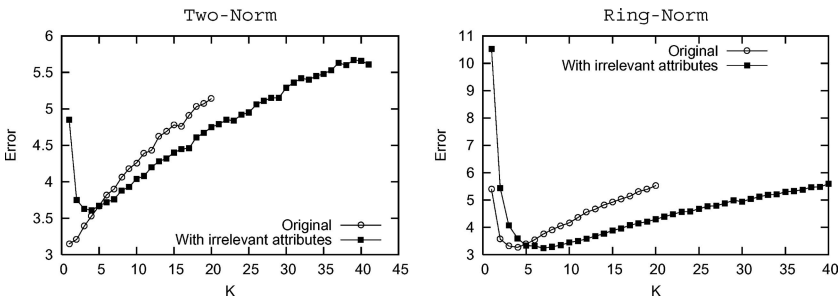 Two-Norm
6
5.5
5
4.5
4
3.5
3
Error
0 5 10 15 20 25 30 35 40 45
K
Original
With irrelevant attributes
Ring-Norm
11
10
9
8
7
6
5
4
3
Error
0 5 10 15 20 25 30 35 40
K
Original
With irrelevant attributes